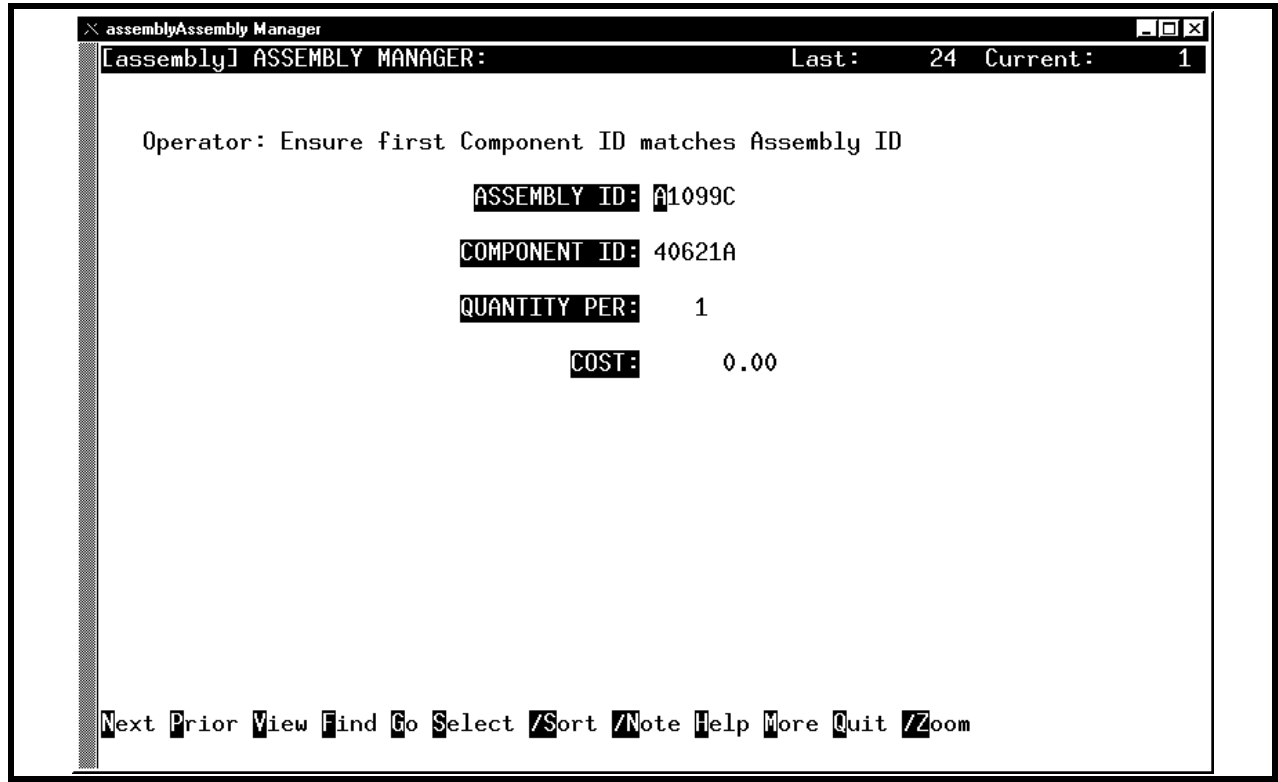 assemblyAssembly Manager
[assembly] ASSEMBLY MANAGER: Last: 24 Current: 1
Operator: Ensure first Component ID matches Assembly ID
ASSEMBLY ID: A1099C
COMPONENT ID: 40621A
QUANTITY PER: 1
COST: 0.00
Next Prior View Find Go Select /Sort /Note Help More Quit /Zoom